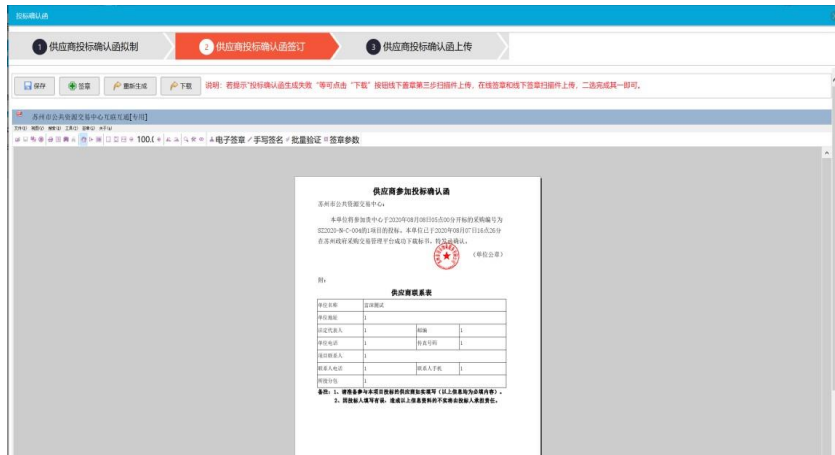 投标确认函
1 供应商投标确认函拟制
2 供应商投标确认函签订
3 供应商投标确认函上传
保存 签章 重新生成 下载 说明：若提示"投标确认函生成失败 "等可点击 "下载" 按钮线下盖章第三步扫描件上传，在线签章和线下签章扫描件上传，二选完成其一即可。
苏州市公共资源交易中心互联互通[专用]
100.(
电子签章 手写签名 批量验证 签章参数
供应商参加投标确认函
苏州市公共资源交易中心：
本单位将参加贵中心于2020年08月08日05点00分开标的采购编号为
SZ2020-N-C-004的1项目的投标。本单位已于2020年08月07日16点26分
在苏州政府采购交易管理平台成功下载标书。特发函确认。
（单位公章）
附：
供应商联系表
单位名称
单位地址 1
法定代表人 1 邮编 1
单位电话 1 传真号码 1
项目联系人 1
联系人电话 1 联系人手机 1
所投分包 1
备注：1、请准备参与本项目投标的供应商如实填写（以上信息均为必填内容）。
2、因投标人填写有误，造成以上信息资料的不实将由投标人承担责任。